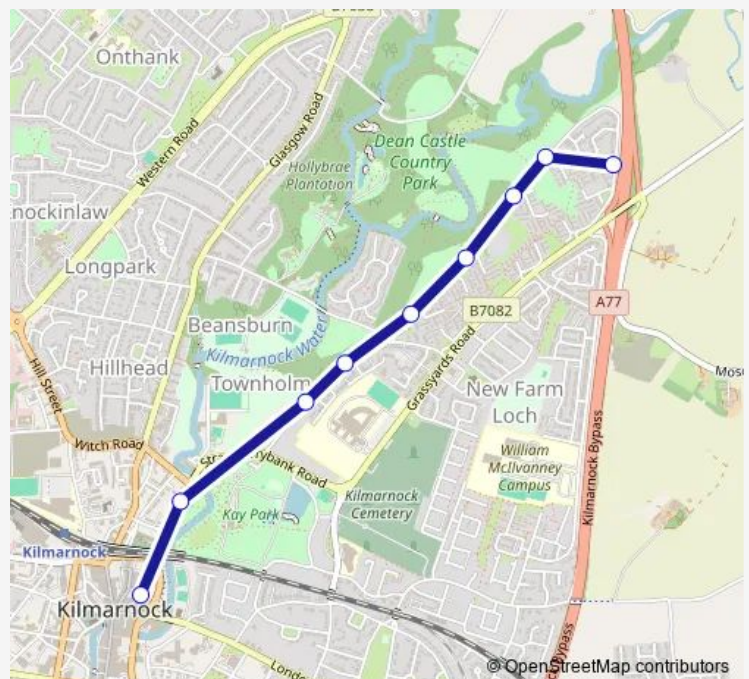 Onthank
Western Road
Glasgow Road
Dean Castle
Country
Park
Hollybrae
Plantation
nockinlaw
Longpark
B7082
A77
Beansburn
Kilmarnock Water
Hillhead
Townholm
Grassyards Road
New Farm
Loch
Hill Street
Witch Road
William
McIlvanney
Campus
Kilmarnock Bypass
Kay Park
Kilmarnock
Cemetery
Kilmarnock
Kilmarnock
© OpenStreetMap contributors